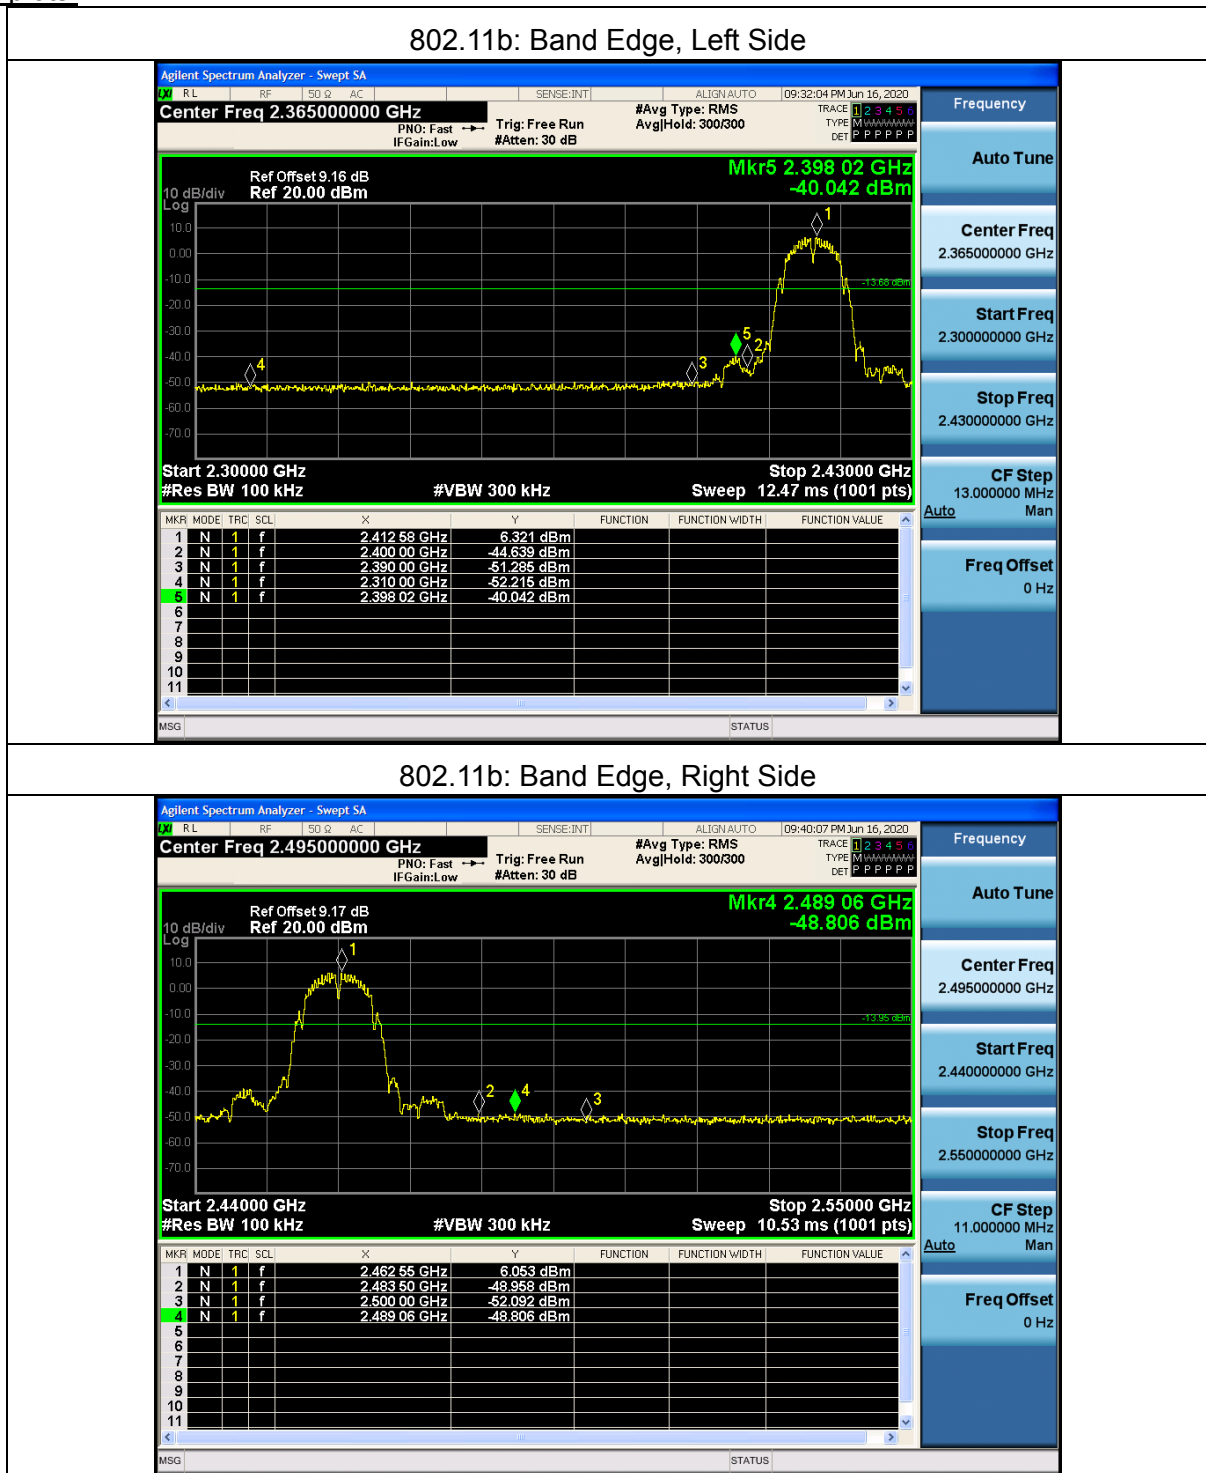 802.11b: Band Edge, Left Side
Agilent Spectrum Analyzer - Swept SA
LXI RL RF 50 Ω AC SENSE:INT ALIGN AUTO 09:32:04 PM Jun 16, 2020
Center Freq 2.365000000 GHz #Avg Type: RMS TRACE 1 2 3 4 5 6
PNO: Fast Trig: Free Run Avg|Hold: 300/300 TYPE M WWWWW
IFGain:Low #Atten: 30 dB DET P P P P P P
Frequency
Auto Tune
Mkr5 2.398 02 GHz
-40.042 dBm
Ref Offset 9.16 dB
10 dB/div Ref 20.00 dBm
Log
10.0
0.00
-10.0
-20.0
-30.0
-40.0
-50.0
-60.0
-70.0
-13.68 dBm
1
5
2
3
4
Start 2.30000 GHz Stop 2.43000 GHz
#Res BW 100 kHz #VBW 300 kHz Sweep 12.47 ms (1001 pts)
Center Freq
2.365000000 GHz
Start Freq
2.300000000 GHz
Stop Freq
2.430000000 GHz
CF Step
13.000000 MHz
Auto Man
Freq Offset
0 Hz
MKR MODE TRC SCL X Y FUNCTION FUNCTION WIDTH FUNCTION VALUE
1 N 1 f 2.412 58 GHz 6.321 dBm
2 N 1 f 2.400 00 GHz -44.639 dBm
3 N 1 f 2.390 00 GHz -51.285 dBm
4 N 1 f 2.310 00 GHz -52.215 dBm
5 N 1 f 2.398 02 GHz -40.042 dBm
6
7
8
9
10
11
MSG STATUS
802.11b: Band Edge, Right Side
Agilent Spectrum Analyzer - Swept SA
LXI RL RF 50 Ω AC SENSE:INT ALIGN AUTO 09:40:07 PM Jun 16, 2020
Center Freq 2.495000000 GHz #Avg Type: RMS TRACE 1 2 3 4 5 6
PNO: Fast Trig: Free Run Avg|Hold: 300/300 TYPE M WWWWW
IFGain:Low #Atten: 30 dB DET P P P P P P
Frequency
Auto Tune
Mkr4 2.489 06 GHz
-48.806 dBm
Ref Offset 9.17 dB
10 dB/div Ref 20.00 dBm
Log
10.0
0.00
-10.0
-20.0
-30.0
-40.0
-50.0
-60.0
-70.0
-13.95 dBm
1
2
4
3
Start 2.44000 GHz Stop 2.55000 GHz
#Res BW 100 kHz #VBW 300 kHz Sweep 10.53 ms (1001 pts)
Center Freq
2.495000000 GHz
Start Freq
2.440000000 GHz
Stop Freq
2.550000000 GHz
CF Step
11.000000 MHz
Auto Man
Freq Offset
0 Hz
MKR MODE TRC SCL X Y FUNCTION FUNCTION WIDTH FUNCTION VALUE
1 N 1 f 2.462 55 GHz 6.053 dBm
2 N 1 f 2.483 50 GHz -48.958 dBm
3 N 1 f 2.500 00 GHz -52.092 dBm
4 N 1 f 2.489 06 GHz -48.806 dBm
5
6
7
8
9
10
11
MSG STATUS